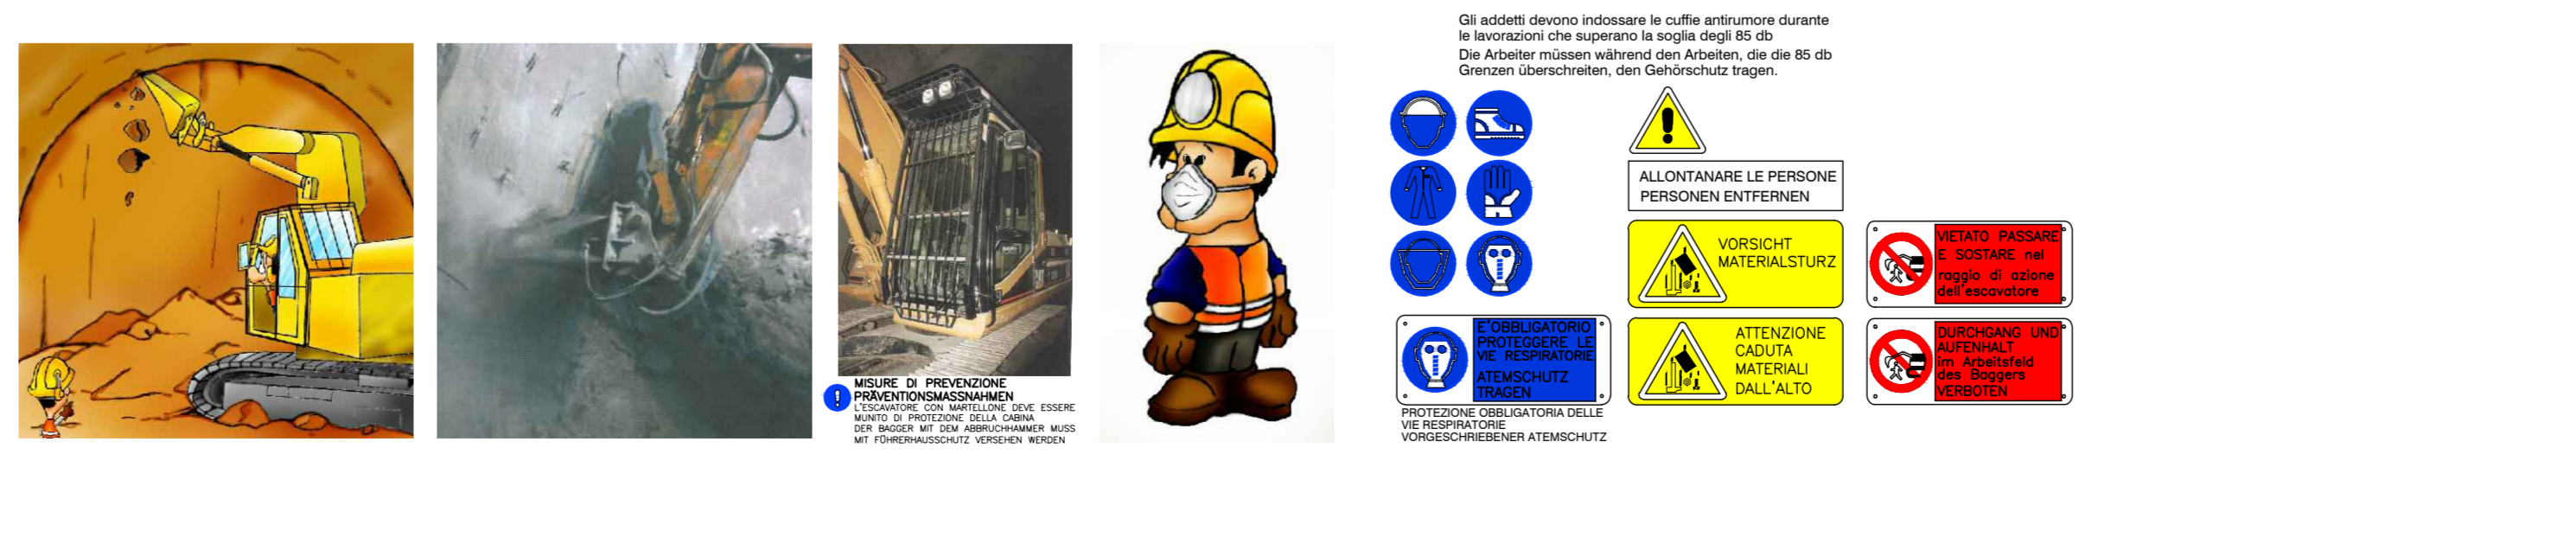 Gli addetti devono indossare le cuffie antirumore durante
le lavorazioni che superano la soglia degli 85 db
Die Arbeiter müssen während den Arbeiten, die die 85 db
Grenzen überschreiten, den Gehörschutz tragen.
MISURE DI PREVENZIONE
PRÄVENTIONSMASSNAHMEN
L'ESCAVATORE CON MARTELLONE DEVE ESSERE
MUNITO DI PROTEZIONE DELLA CABINA
DER BAGGER MIT DEM ABBRUCHHAMMER MUSS
MIT FÜHRERHAUSSCHUTZ VERSEHEN WERDEN
E'OBBLIGATORIO
PROTEGGERE LE
VIE RESPIRATORIE
ATEMSCHUTZ
TRAGEN
PROTEZIONE OBBLIGATORIA DELLE
VIE RESPIRATORIE
VORGESCHRIEBENER ATEMSCHUTZ
ALLONTANARE LE PERSONE
PERSONEN ENTFERNEN
VORSICHT
MATERIALSTURZ
ATTENZIONE
CADUTA
MATERIALI
DALL'ALTO
VIETATO PASSARE
E SOSTARE nel
raggio di azione
dell'escavatore
DURCHGANG UND
AUFENHALT
im Arbeitsfeld
des Baggers
VERBOTEN